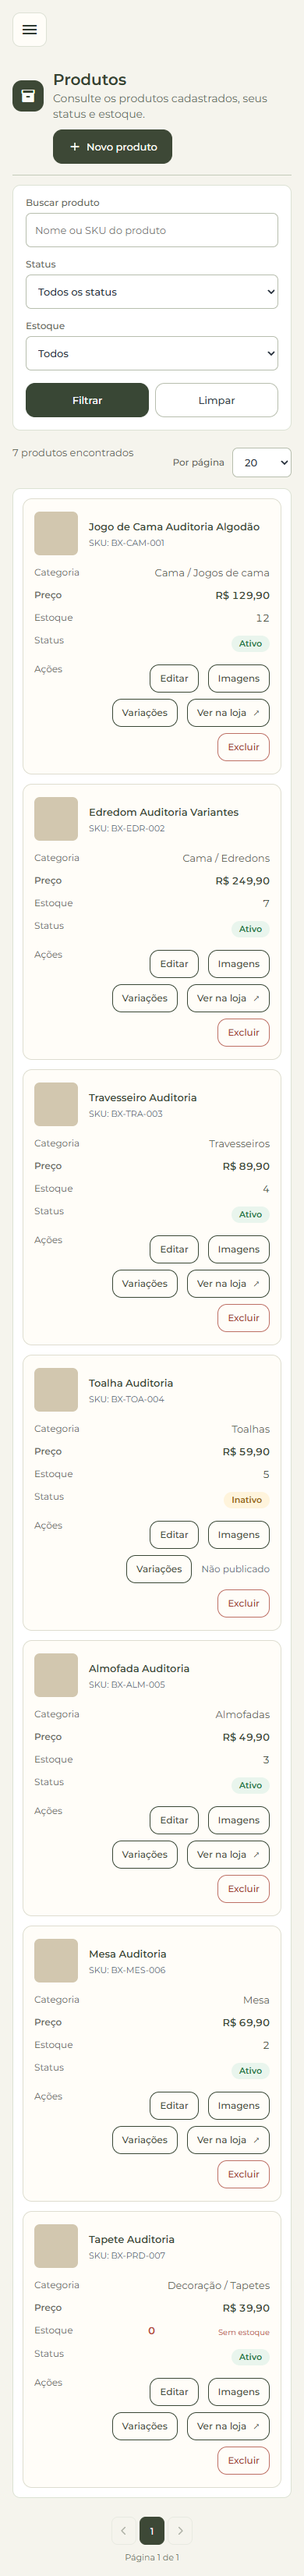 Produtos
Consulte os produtos cadastrados, seus
status e estoque.
+ Novo produto
Buscar produto
Nome ou SKU do produto
Status
Todos os status
Estoque
Todos
Filtrar Limpar
7 produtos encontrados
Por página 20
Jogo de Cama Auditoria Algodão
SKU: BX-CAM-001
Categoria Cama / Jogos de cama
Preço R$ 129,90
Estoque 12
Status Ativo
Ações Editar Imagens
Variações Ver na loja ↗
Excluir
Edredom Auditoria Variantes
SKU: BX-EDR-002
Categoria Cama / Edredons
Preço R$ 249,90
Estoque 7
Status Ativo
Ações Editar Imagens
Variações Ver na loja ↗
Excluir
Travesseiro Auditoria
SKU: BX-TRA-003
Categoria Travesseiros
Preço R$ 89,90
Estoque 4
Status Ativo
Ações Editar Imagens
Variações Ver na loja ↗
Excluir
Toalha Auditoria
SKU: BX-TOA-004
Categoria Toalhas
Preço R$ 59,90
Estoque 5
Status Inativo
Ações Editar Imagens
Variações Não publicado
Excluir
Almofada Auditoria
SKU: BX-ALM-005
Categoria Almofadas
Preço R$ 49,90
Estoque 3
Status Ativo
Ações Editar Imagens
Variações Ver na loja ↗
Excluir
Mesa Auditoria
SKU: BX-MES-006
Categoria Mesa
Preço R$ 69,90
Estoque 2
Status Ativo
Ações Editar Imagens
Variações Ver na loja ↗
Excluir
Tapete Auditoria
SKU: BX-PRD-007
Categoria Decoração / Tapetes
Preço R$ 39,90
Estoque 0 Sem estoque
Status Ativo
Ações Editar Imagens
Variações Ver na loja ↗
Excluir
1
Página 1 de 1